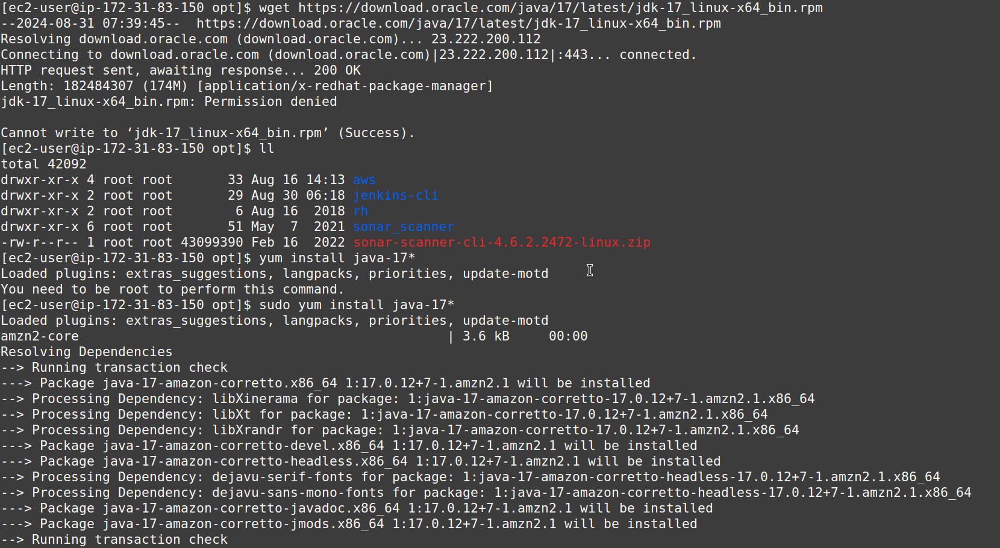 [ec2-user@ip-172-31-83-150 opt]$ wget https://download.oracle.com/java/17/latest/jdk-17_linux-x64_bin.rpm
--2024-08-31 07:39:45--  https://download.oracle.com/java/17/latest/jdk-17_linux-x64_bin.rpm
Resolving download.oracle.com (download.oracle.com)... 23.222.200.112
Connecting to download.oracle.com (download.oracle.com)|23.222.200.112|:443... connected.
HTTP request sent, awaiting response... 200 OK
Length: 182484307 (174M) [application/x-redhat-package-manager]
jdk-17_linux-x64_bin.rpm: Permission denied

Cannot write to ‘jdk-17_linux-x64_bin.rpm’ (Success).
[ec2-user@ip-172-31-83-150 opt]$ ll
total 42092
drwxr-xr-x 4 root root       33 Aug 16 14:13 aws
drwxr-xr-x 2 root root       29 Aug 30 06:18 jenkins-cli
drwxr-xr-x 2 root root        6 Aug 16  2018 rh
drwxr-xr-x 6 root root       51 May  7  2021 sonar_scanner
-rw-r--r-- 1 root root 43099390 Feb 16  2022 sonar-scanner-cli-4.6.2.2472-linux.zip
[ec2-user@ip-172-31-83-150 opt]$ yum install java-17*
Loaded plugins: extras_suggestions, langpacks, priorities, update-motd
You need to be root to perform this command.
[ec2-user@ip-172-31-83-150 opt]$ sudo yum install java-17*
Loaded plugins: extras_suggestions, langpacks, priorities, update-motd
amzn2-core                                               | 3.6 kB     00:00
Resolving Dependencies
--> Running transaction check
---> Package java-17-amazon-corretto.x86_64 1:17.0.12+7-1.amzn2.1 will be installed
--> Processing Dependency: libXinerama for package: 1:java-17-amazon-corretto-17.0.12+7-1.amzn2.1.x86_64
--> Processing Dependency: libXt for package: 1:java-17-amazon-corretto-17.0.12+7-1.amzn2.1.x86_64
--> Processing Dependency: libXrandr for package: 1:java-17-amazon-corretto-17.0.12+7-1.amzn2.1.x86_64
---> Package java-17-amazon-corretto-devel.x86_64 1:17.0.12+7-1.amzn2.1 will be installed
---> Package java-17-amazon-corretto-headless.x86_64 1:17.0.12+7-1.amzn2.1 will be installed
--> Processing Dependency: dejavu-serif-fonts for package: 1:java-17-amazon-corretto-headless-17.0.12+7-1.amzn2.1.x86_64
--> Processing Dependency: dejavu-sans-mono-fonts for package: 1:java-17-amazon-corretto-headless-17.0.12+7-1.amzn2.1.x86_64
---> Package java-17-amazon-corretto-javadoc.x86_64 1:17.0.12+7-1.amzn2.1 will be installed
---> Package java-17-amazon-corretto-jmods.x86_64 1:17.0.12+7-1.amzn2.1 will be installed
--> Running transaction check